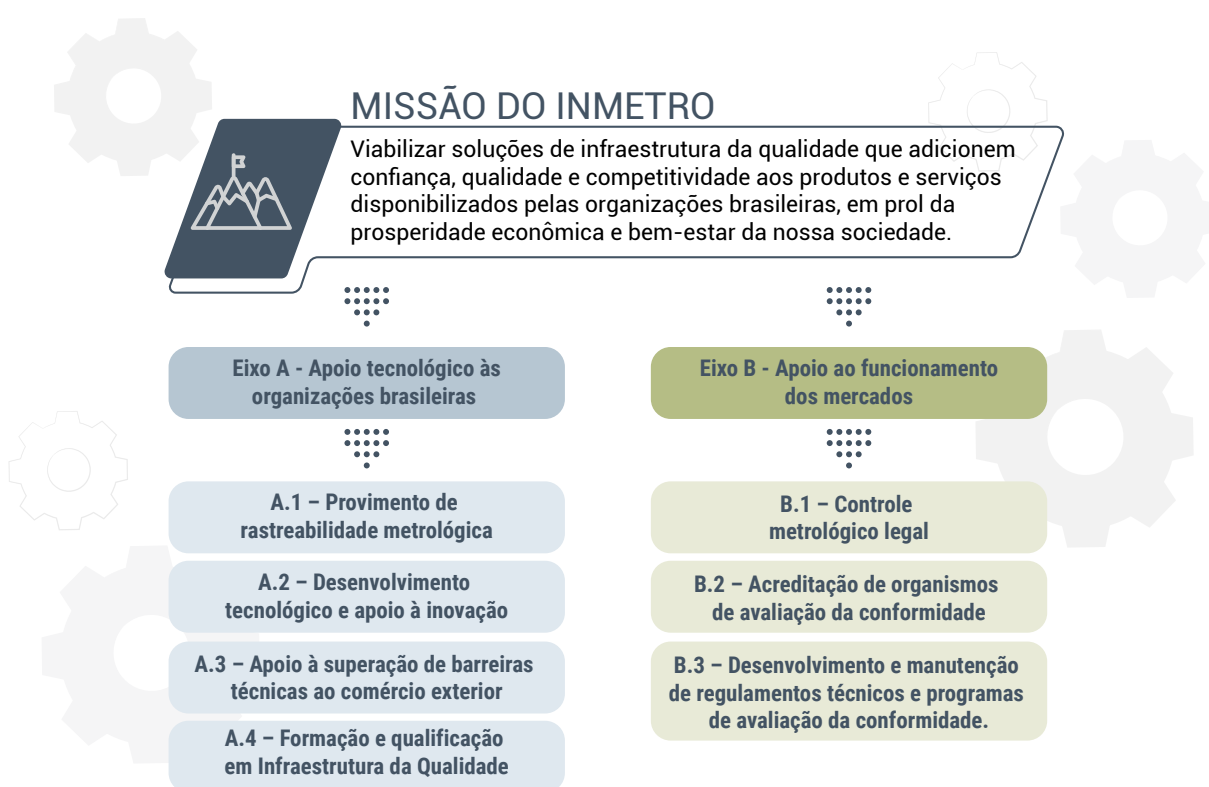 MISSÃO DO INMETRO
Viabilizar soluções de infraestrutura da qualidade que adicionem
confiança, qualidade e competitividade aos produtos e serviços
disponibilizados pelas organizações brasileiras, em prol da
prosperidade econômica e bem-estar da nossa sociedade.
Eixo A - Apoio tecnológico às
organizações brasileiras
A.1 – Provimento de
rastreabilidade metrológica
A.2 – Desenvolvimento
tecnológico e apoio à inovação
A.3 – Apoio à superação de barreiras
técnicas ao comércio exterior
A.4 – Formação e qualificação
em Infraestrutura da Qualidade
Eixo B - Apoio ao funcionamento
dos mercados
B.1 – Controle
metrológico legal
B.2 – Acreditação de organismos
de avaliação da conformidade
B.3 – Desenvolvimento e manutenção
de regulamentos técnicos e programas
de avaliação da conformidade.